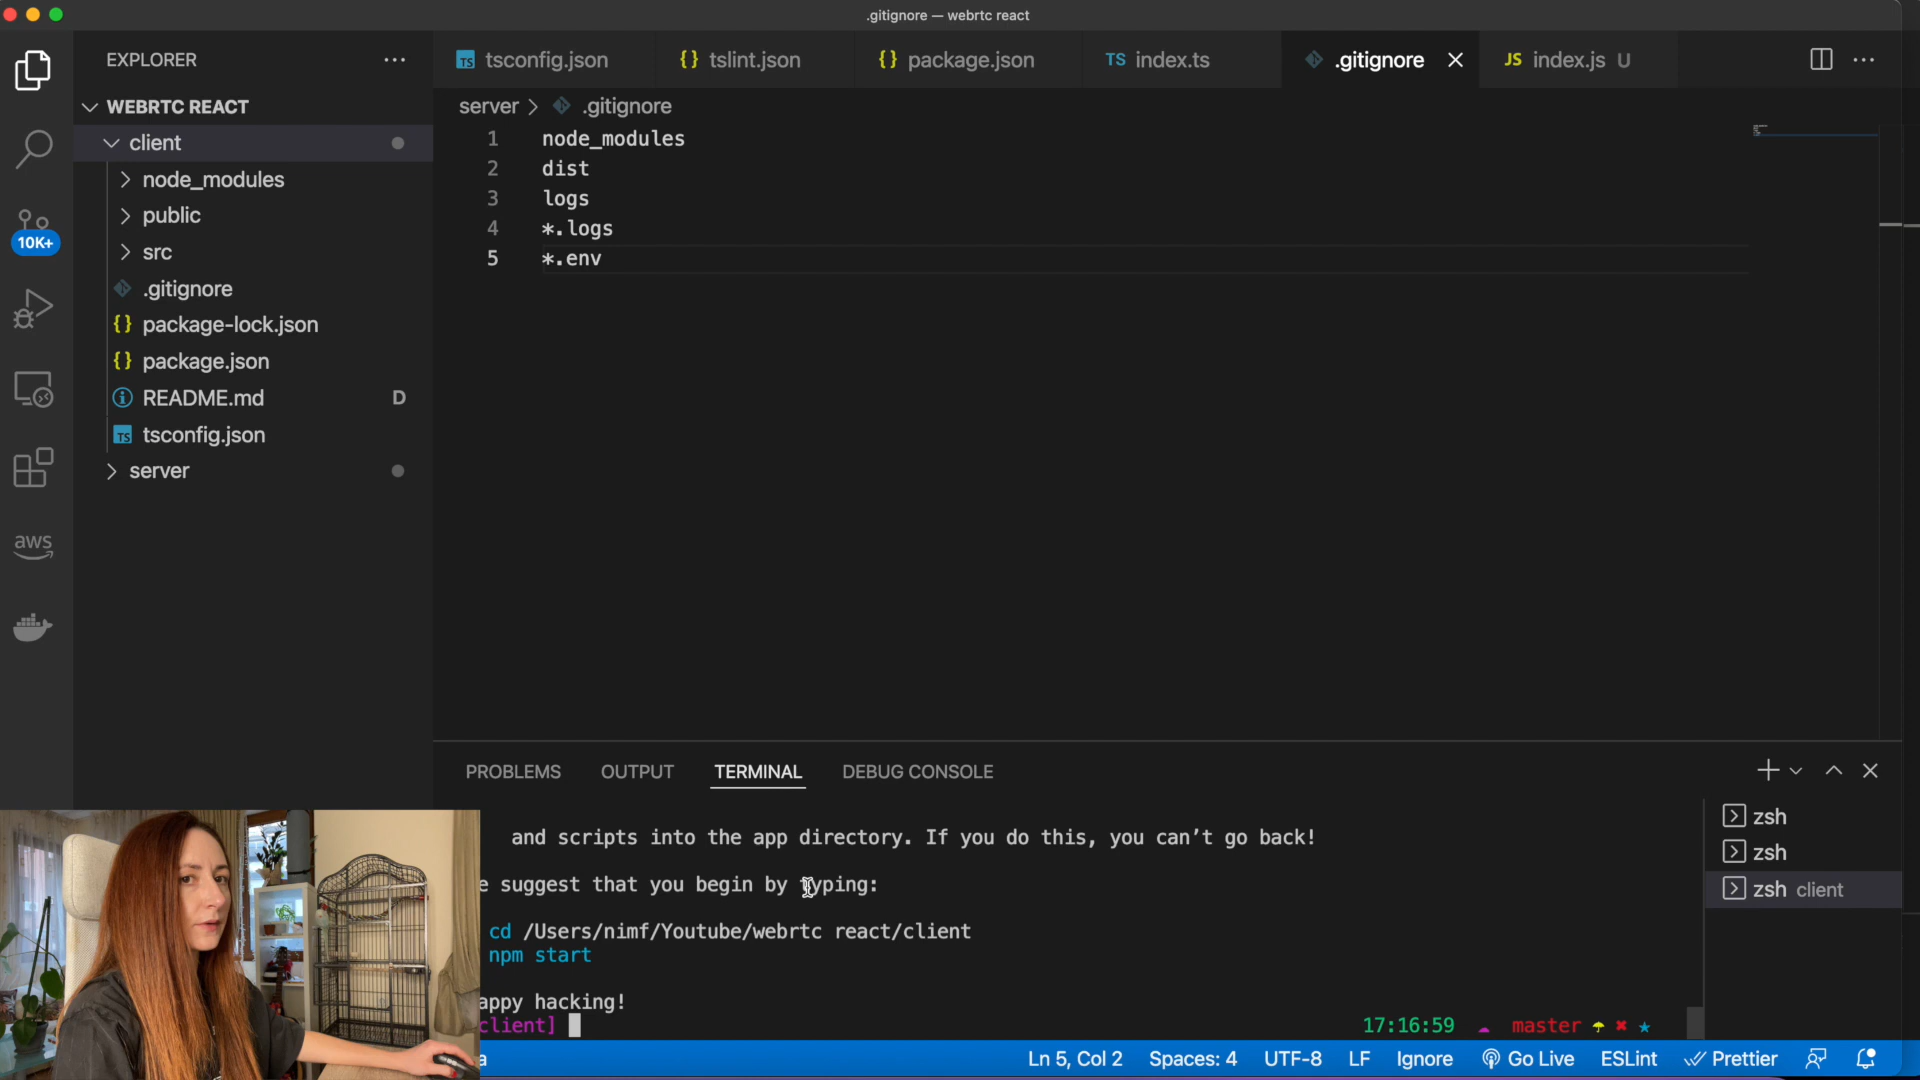 .gitignore — webrtc react
EXPLORER
tsconfig.json
tslint.json
package.json
TS index.ts
.gitignore
JS index.js U
WEBRTC REACT
server > .gitignore
client
node_modules
public
src
.gitignore
package-lock.json
package.json
README.md D
tsconfig.json
server
10K+
aws
1 node_modules
2 dist
3 logs
4 *.logs
5 *.env
PROBLEMS OUTPUT TERMINAL DEBUG CONSOLE
and scripts into the app directory. If you do this, you can’t go back!
e suggest that you begin by typing:
cd /Users/nimf/Youtube/webrtc react/client
npm start
appy hacking!
client] 17:16:59 master
zsh
zsh
zsh client
a Ln 5, Col 2 Spaces: 4 UTF-8 LF Ignore Go Live ESLint Prettier